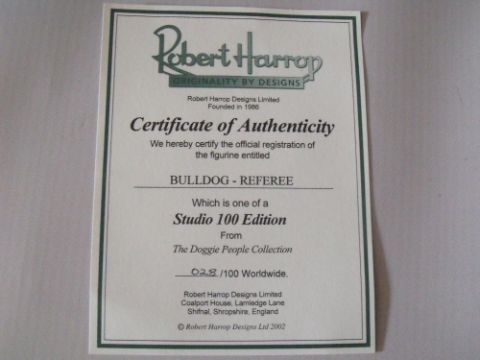 Robert Harrop
ORIGINALITY BY DESIGNS
Robert Harrop Designs Limited
Founded in 1986
Certificate of Authenticity
We hereby certify the official registration of
the figurine entitled
BULLDOG - REFEREE
Which is one of a
Studio 100 Edition
From
The Doggie People Collection
028 /100 Worldwide.
Robert Harrop Designs Limited
Coalport House, Lamledge Lane
Shifnal, Shropshire, England
© Robert Harrop Designs Ltd 2002